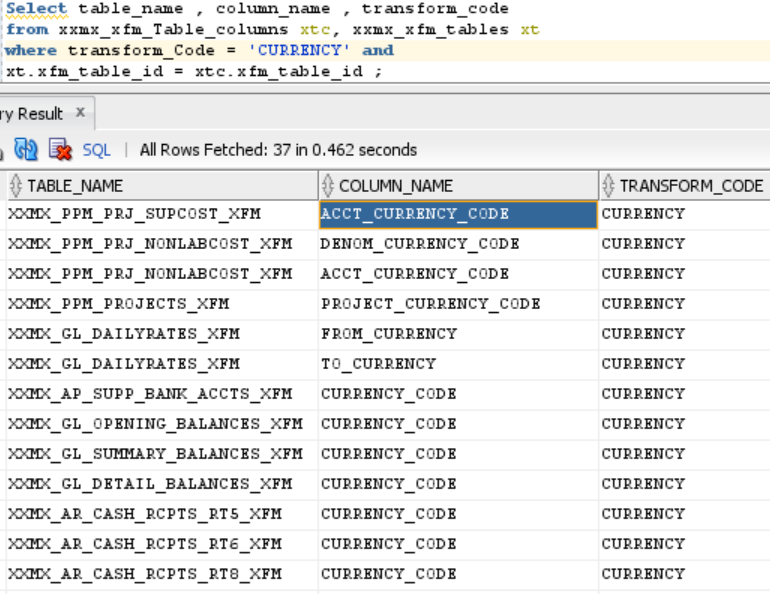 Select table_name , column_name , transform_code
from xxmx_xfm_Table_columns xtc, xxmx_xfm_tables xt
where transform_Code = 'CURRENCY' and
xt.xfm_table_id = xtc.xfm_table_id ;
ry Result x
SQL | All Rows Fetched: 37 in 0.462 seconds
TABLE_NAME COLUMN_NAME TRANSFORM_CODE
XXMX_PPM_PRJ_SUPCOST_XFM ACCT_CURRENCY_CODE CURRENCY
XXMX_PPM_PRJ_NONLABCOST_XFM DENOM_CURRENCY_CODE CURRENCY
XXMX_PPM_PRJ_NONLABCOST_XFM ACCT_CURRENCY_CODE CURRENCY
XXMX_PPM_PROJECTS_XFM PROJECT_CURRENCY_CODE CURRENCY
XXMX_GL_DAILYRATES_XFM FROM_CURRENCY CURRENCY
XXMX_GL_DAILYRATES_XFM TO_CURRENCY CURRENCY
XXMX_AP_SUPP_BANK_ACCTS_XFM CURRENCY_CODE CURRENCY
XXMX_GL_OPENING_BALANCES_XFM CURRENCY_CODE CURRENCY
XXMX_GL_SUMMARY_BALANCES_XFM CURRENCY_CODE CURRENCY
XXMX_GL_DETAIL_BALANCES_XFM CURRENCY_CODE CURRENCY
XXMX_AR_CASH_RCPTS_RT5_XFM CURRENCY_CODE CURRENCY
XXMX_AR_CASH_RCPTS_RT6_XFM CURRENCY_CODE CURRENCY
XXMX_AR_CASH_RCPTS_RT8_XFM CURRENCY_CODE CURRENCY